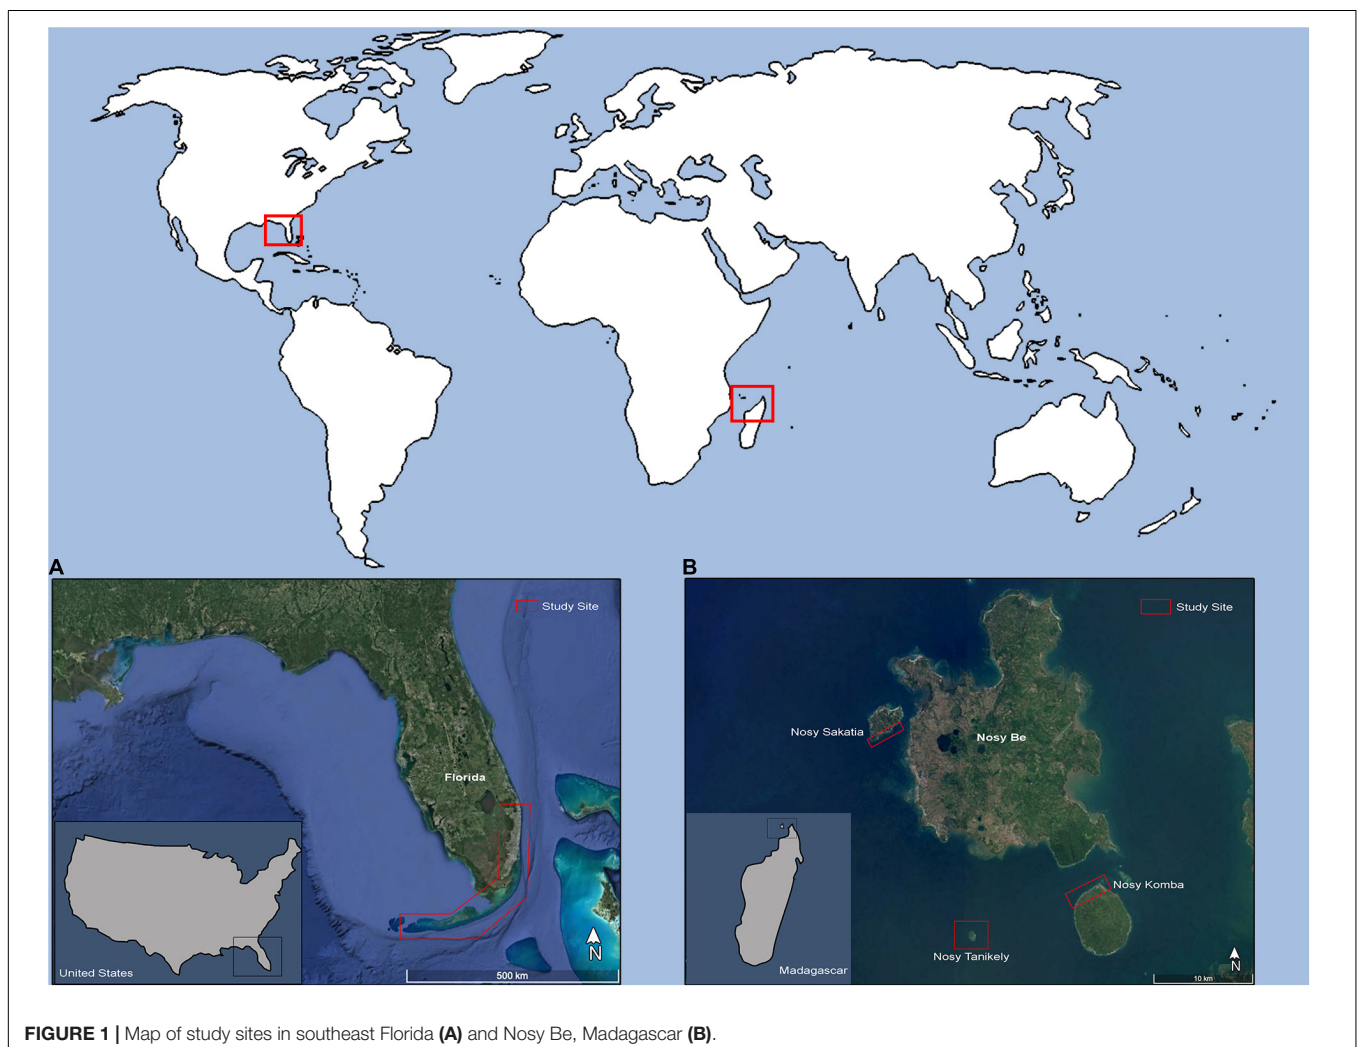 A
B
Study Site
Florida
United States
N
500 km
Study Site
Nosy Sakatia
Nosy Be
Nosy Komba
Nosy Tanikely
Madagascar
N
10 km
FIGURE 1 | Map of study sites in southeast Florida (A) and Nosy Be, Madagascar (B).